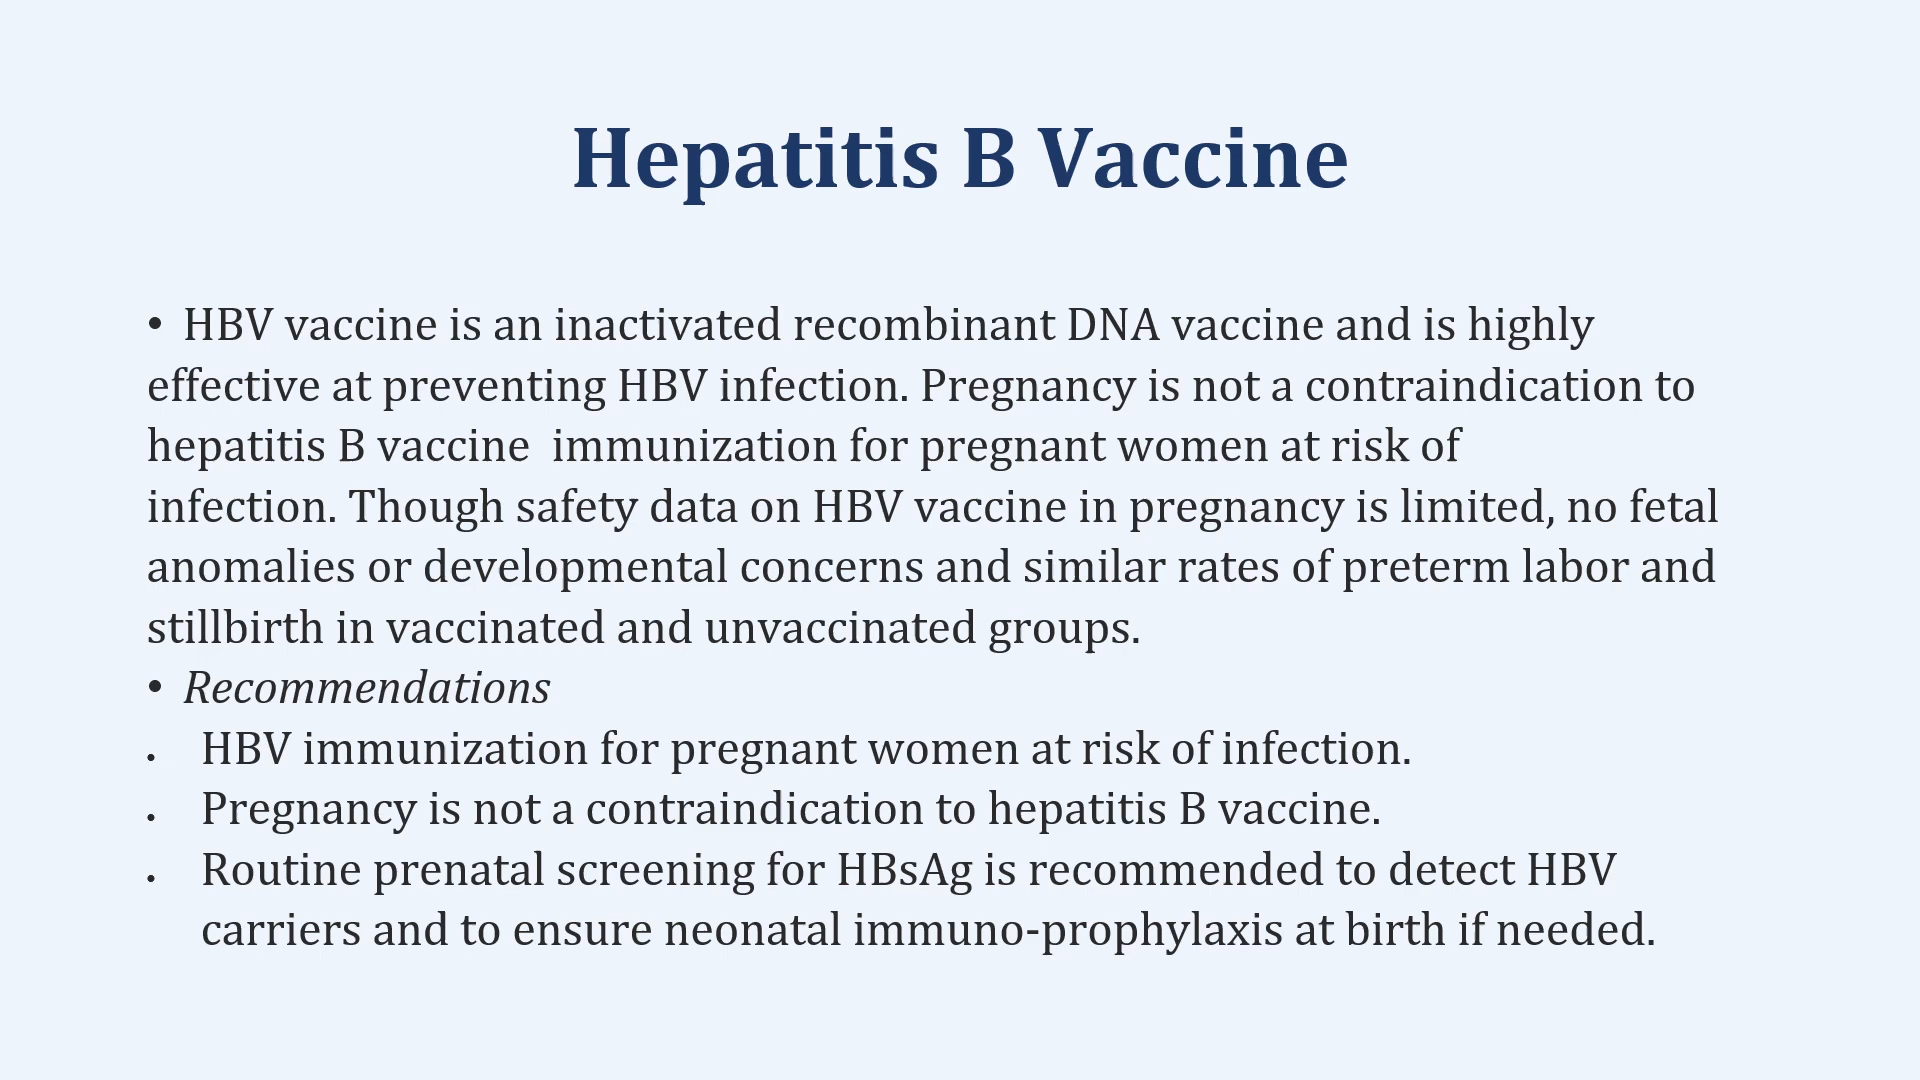 Hepatitis B Vaccine
• HBV vaccine is an inactivated recombinant DNA vaccine and is highly
effective at preventing HBV infection. Pregnancy is not a contraindication to
hepatitis B vaccine  immunization for pregnant women at risk of
infection. Though safety data on HBV vaccine in pregnancy is limited, no fetal
anomalies or developmental concerns and similar rates of preterm labor and
stillbirth in vaccinated and unvaccinated groups.
• Recommendations
• HBV immunization for pregnant women at risk of infection.
• Pregnancy is not a contraindication to hepatitis B vaccine.
• Routine prenatal screening for HBsAg is recommended to detect HBV
carriers and to ensure neonatal immuno-prophylaxis at birth if needed.